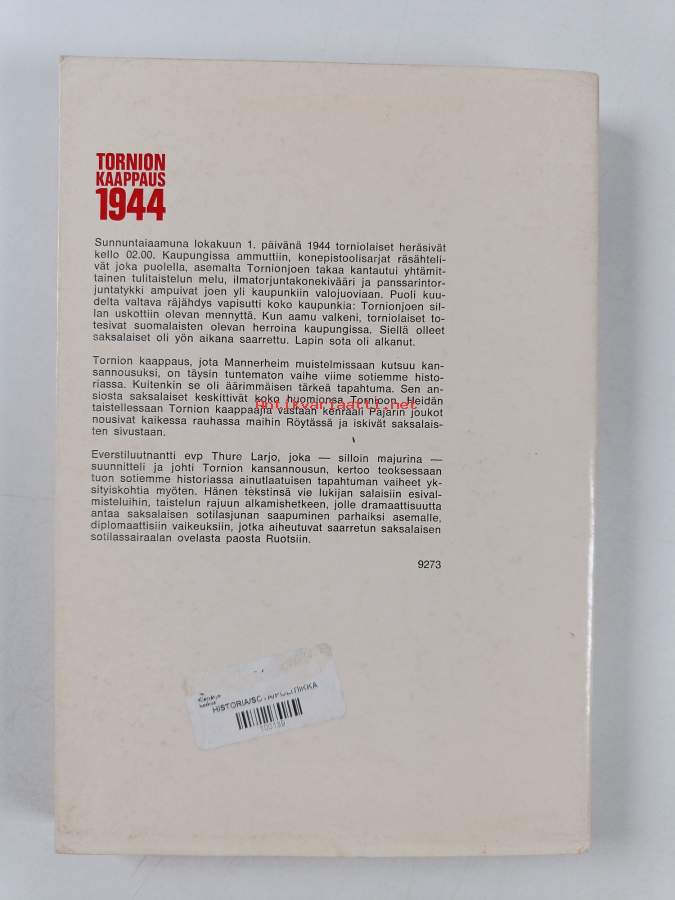 TORNION
KAAPPAUS
1944
Sunnuntaiaamuna lokakuun 1. päivänä 1944 torniolaiset heräsivät
kello 02.00. Kaupungissa ammuttiin, konepistoolisarjat räsähteli-
vät joka puolella, asemalta Tornionjoen takaa kantautui yhtämit-
tainen tulitaistelun melu, ilmatorjuntakonekivääri ja panssarintor-
juntatykki ampuivat joen yli kaupunkiin valojuoviaan. Puoli kuu-
delta valtava räjähdys vapisutti koko kaupunkia: Tornionjoen sil-
lan uskottiin olevan mennyttä. Kun aamu valkeni, torniolaiset to-
tesivat suomalaisten olevan herroina kaupungissa. Siellä olleet
saksalaiset oli yön aikana saarrettu. Lapin sota oli alkanut.
Tornion kaappaus, jota Mannerheim muistelmissaan kutsuu kan-
sannousuksi, on täysin tuntematon vaihe viime sotiemme histo-
riassa. Kuitenkin se oli äärimmäisen tärkeä tapahtuma. Sen an-
siosta saksalaiset keskittivät koko huomionsa Tornioon. Heidän
taistellessaan Tornion kaappaajia vastaan kenraali Pajarin joukot
nousivat kaikessa rauhassa maihin Röytässä ja iskivät saksalais-
ten sivustaan.
Everstiluutnantti evp Thure Larjo, joka — silloin majurina —
suunnitteli ja johti Tornion kansannousun, kertoo teoksessaan
tuon sotiemme historiassa ainutlaatuisen tapahtuman vaiheet yk-
sityiskohtia myöten. Hänen tekstinsä vie lukijan salaisiin esival-
misteluihin, taistelun rajuun alkamishetkeen, jolle dramaattisuutta
antaa saksalaisen sotilasjunan saapuminen parhaiksi asemalle,
diplomaattisiin vaikeuksiin, jotka aiheutuvat saarretun saksalaisen
sotilassairaalan ovelasta paosta Ruotsiin.
9273
antikvariaatti.net
100139